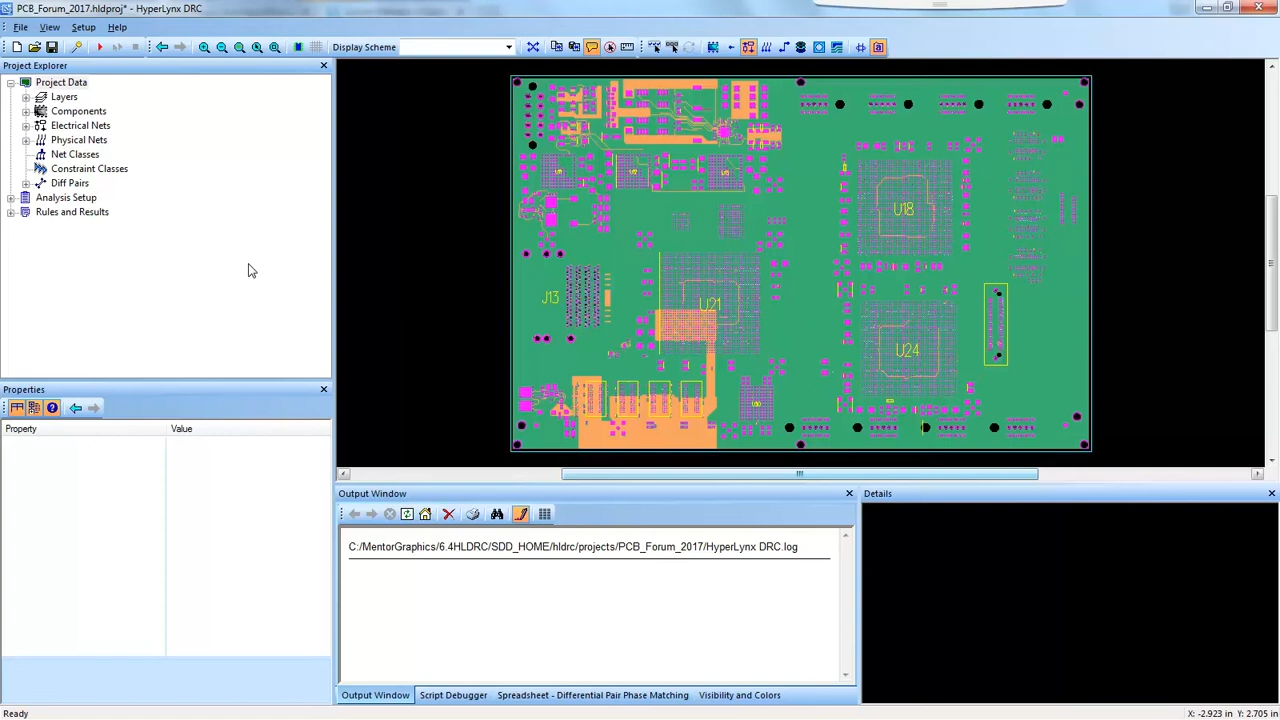 PCB_Forum_2017.hldproj* - HyperLynx DRC
File View Setup Help
Display Scheme
Project Explorer
Project Data
Layers
Components
Electrical Nets
Physical Nets
Net Classes
Constraint Classes
Diff Pairs
Analysis Setup
Rules and Results
U18
J13
U21
U24
Properties
Property Value
Output Window
C:/MentorGraphics/6.4HLDRC/SDD_HOME/hldrc/projects/PCB_Forum_2017/HyperLynx DRC.log
Output Window Script Debugger Spreadsheet - Differential Pair Phase Matching Visibility and Colors
Details
Ready
X: -2.923 in Y: 2.705 in